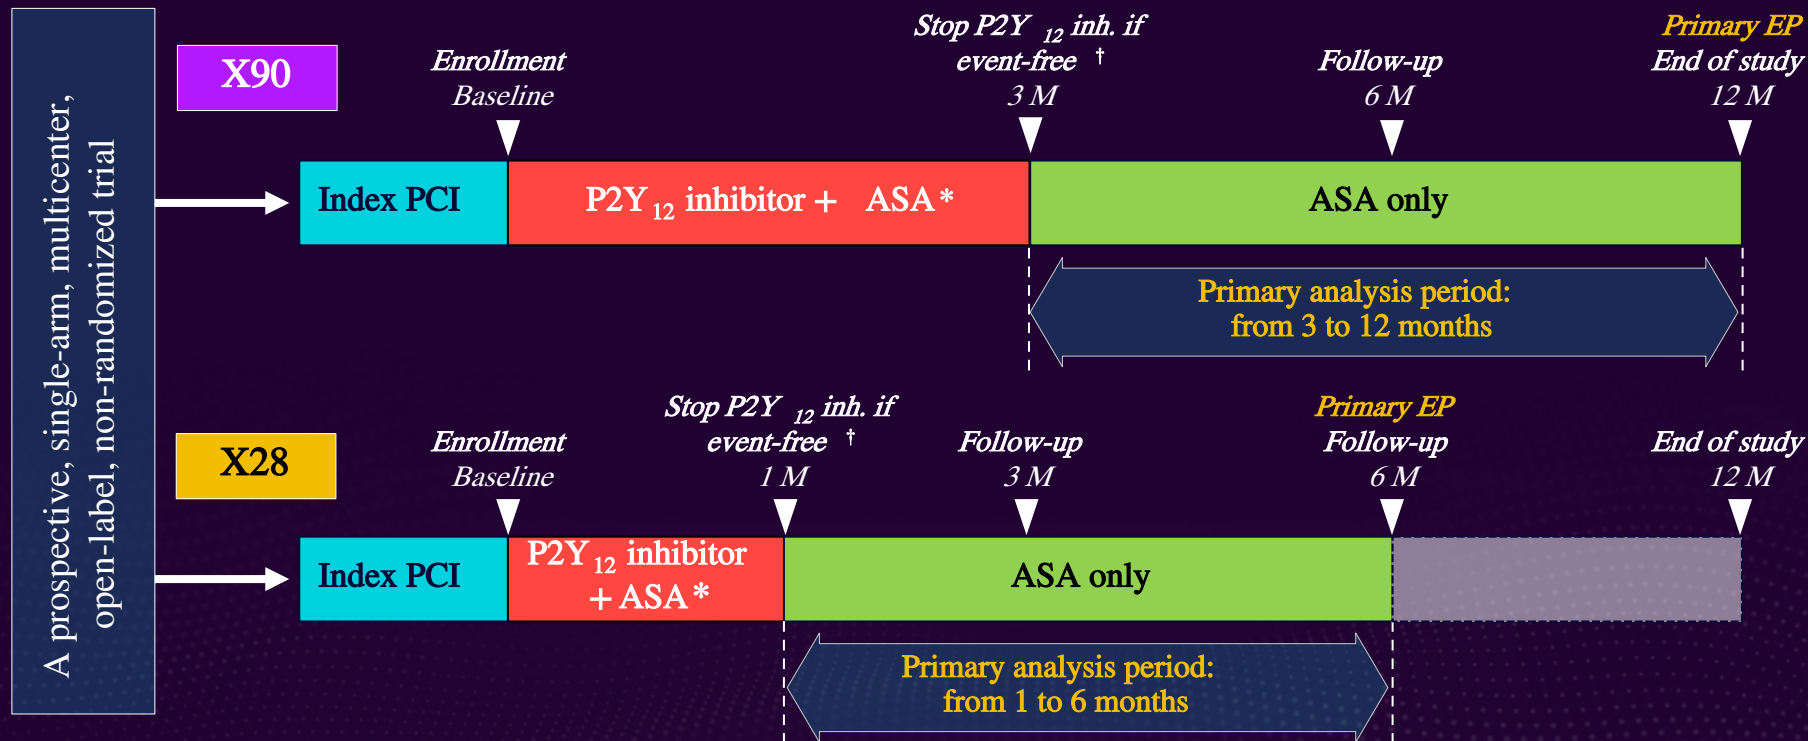 A prospective, single-arm, multicenter,
open-label, non-randomized trial
X90
Enrollment
Baseline
Stop P2Y 12 inh. if
event-free †
3 M
Follow-up
6 M
Primary EP
End of study
12 M
Index PCI
P2Y12 inhibitor + ASA*
ASA only
Primary analysis period:
from 3 to 12 months
X28
Enrollment
Baseline
Stop P2Y 12 inh. if
event-free †
1 M
Follow-up
3 M
Primary EP
Follow-up
6 M
End of study
12 M
Index PCI
P2Y12 inhibitor
+ ASA*
ASA only
Primary analysis period:
from 1 to 6 months